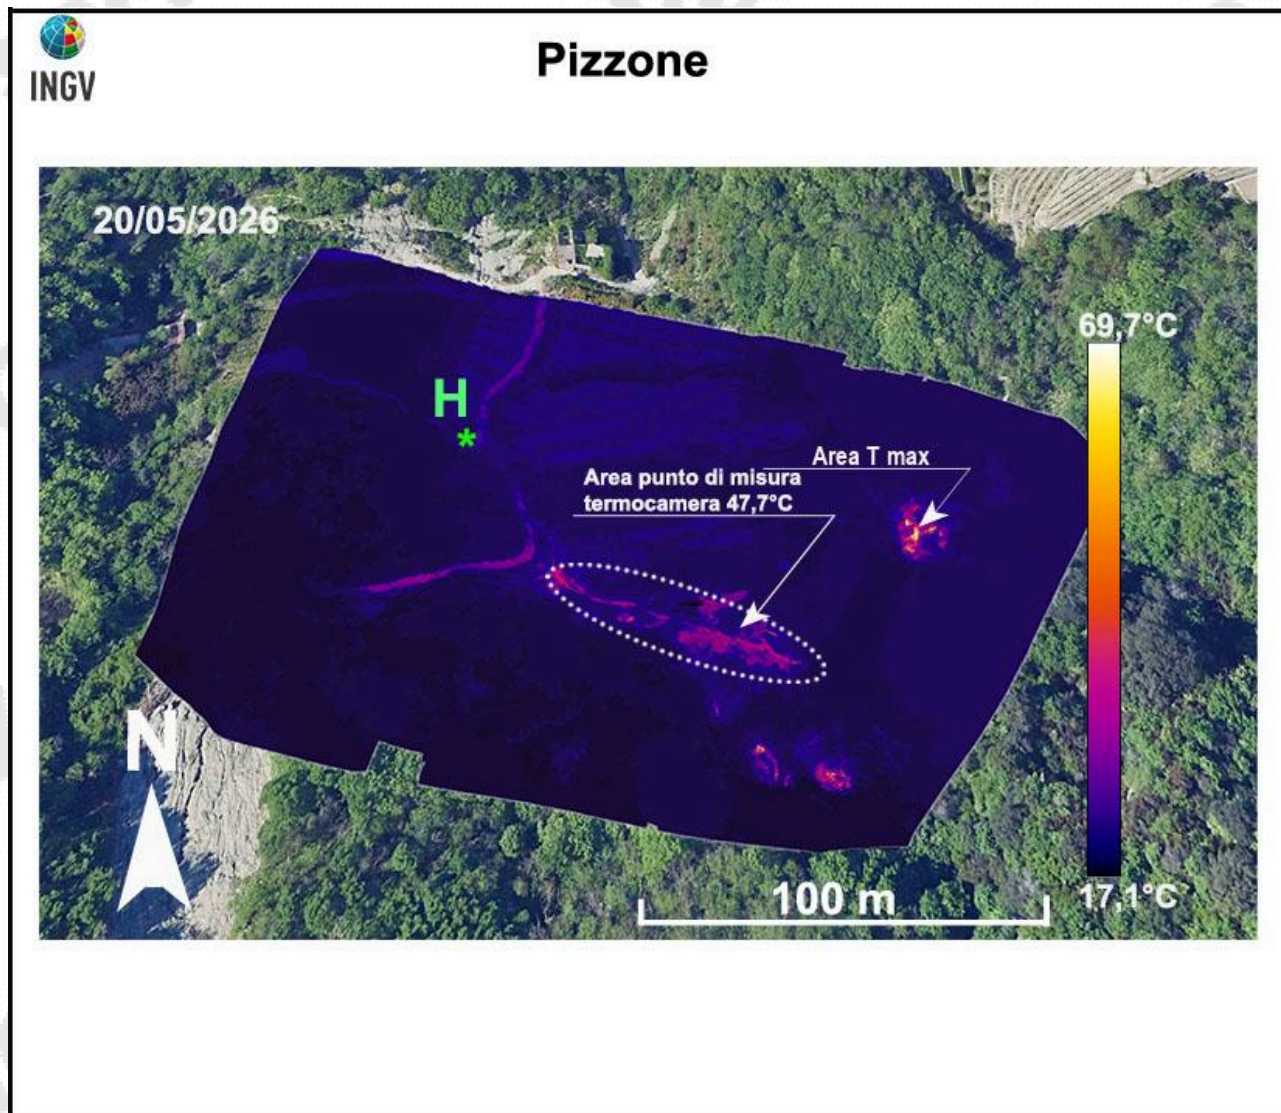 INGV
Pizzone
20/05/2026
69,7°C
H
*
Area T max
Area punto di misura
termocamera 47,7°C
N
100 m
17,1°C